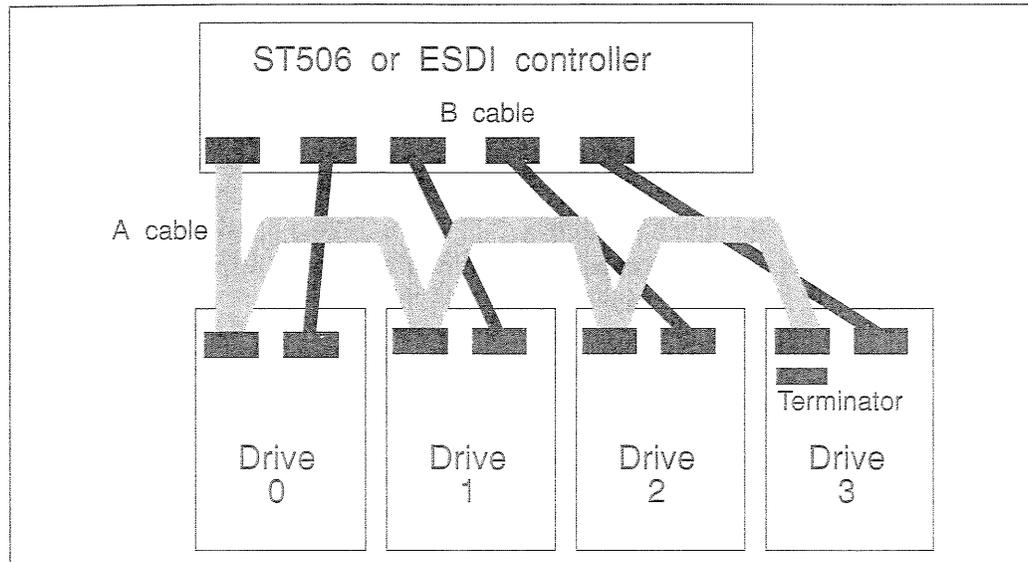 ST506 or ESDI controller
B cable
A cable
Terminator
Drive
0
Drive
1
Drive
2
Drive
3